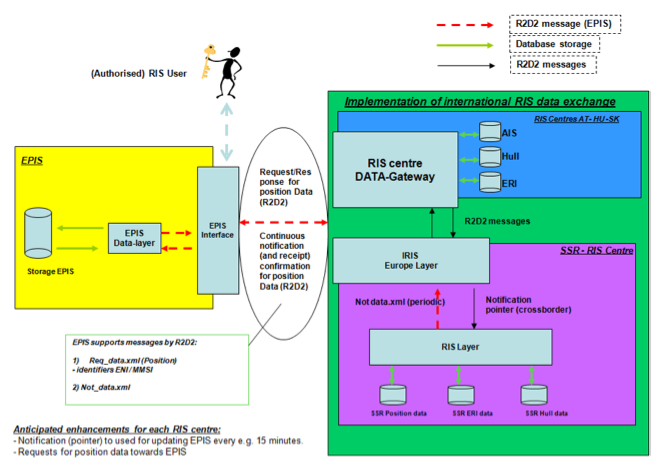 R2D2 message (EPIS)
Database storage
R2D2 messages
(Authorised) RIS User
Implementation of international RIS data exchange
RIS Centres AT- HU-SK
AIS
Hull
ERI
RIS centre
DATA-Gateway
EPIS
EPIS
Data-layer
Storage EPIS
EPIS
Interface
Request/Res
ponse for
position Data
(R2D2)
Continuous
notification
(and receipt)
confirmation
for position
Data (R2D2)
R2D2 messages
IRIS
Europe Layer
SSR - RIS Centre
Not data.xml (periodic)
Notification
pointer (crossborder)
RIS Layer
SSR Position data
SSR ERI data
SSR Hull data
EPIS supports messages by R2D2:
1) Req_data.xml (Position)
- identifiers ENI / MMSI
2) Not_data.xml
Anticipated enhancements for each RIS centre:
- Notification (pointer) to used for updating EPIS every e.g. 15 minutes.
- Requests for position data towards EPIS